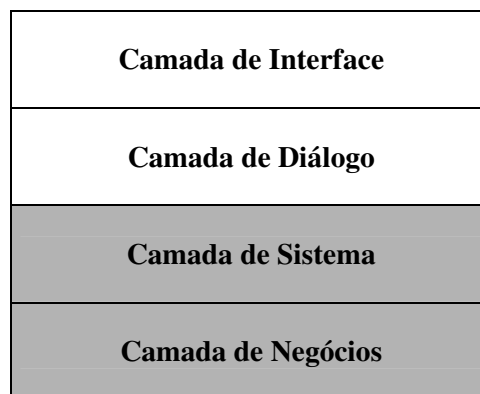 Camada de Interface
Camada de Diálogo
Camada de Sistema
Camada de Negócios